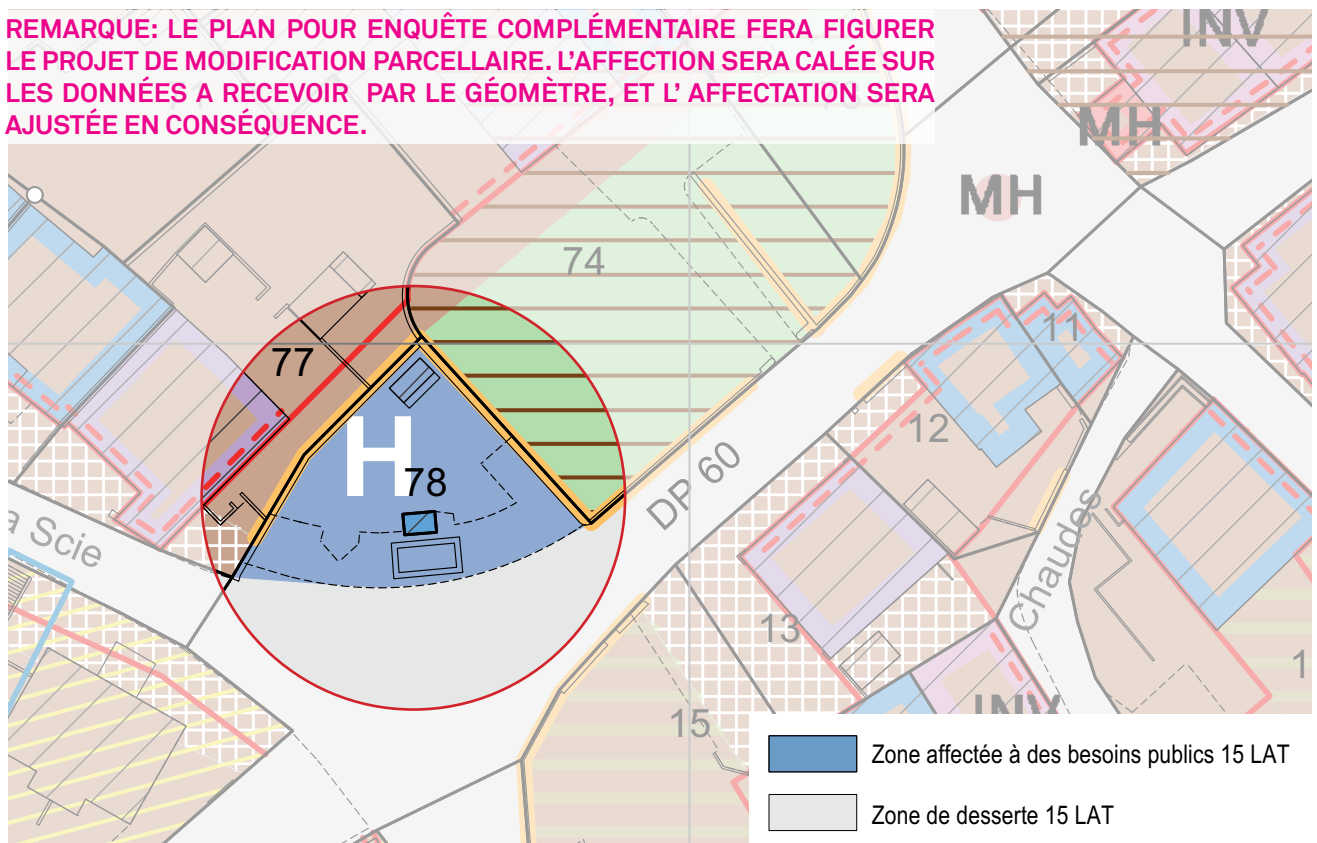 REMARQUE: LE PLAN POUR ENQUÊTE COMPLÉMENTAIRE FERA FIGURER
LE PROJET DE MODIFICATION PARCELLAIRE. L'AFFECTION SERA CALÉE SUR
LES DONNÉES A RECEVOIR PAR LE GÉOMÈTRE, ET L' AFFECTATION SERA
AJUSTÉE EN CONSÉQUENCE.
INV
MH
MH
74
77
H
78
11
12
DP 60
a Scie
Chaudes
13
15
1
INV
Zone affectée à des besoins publics 15 LAT
Zone de desserte 15 LAT